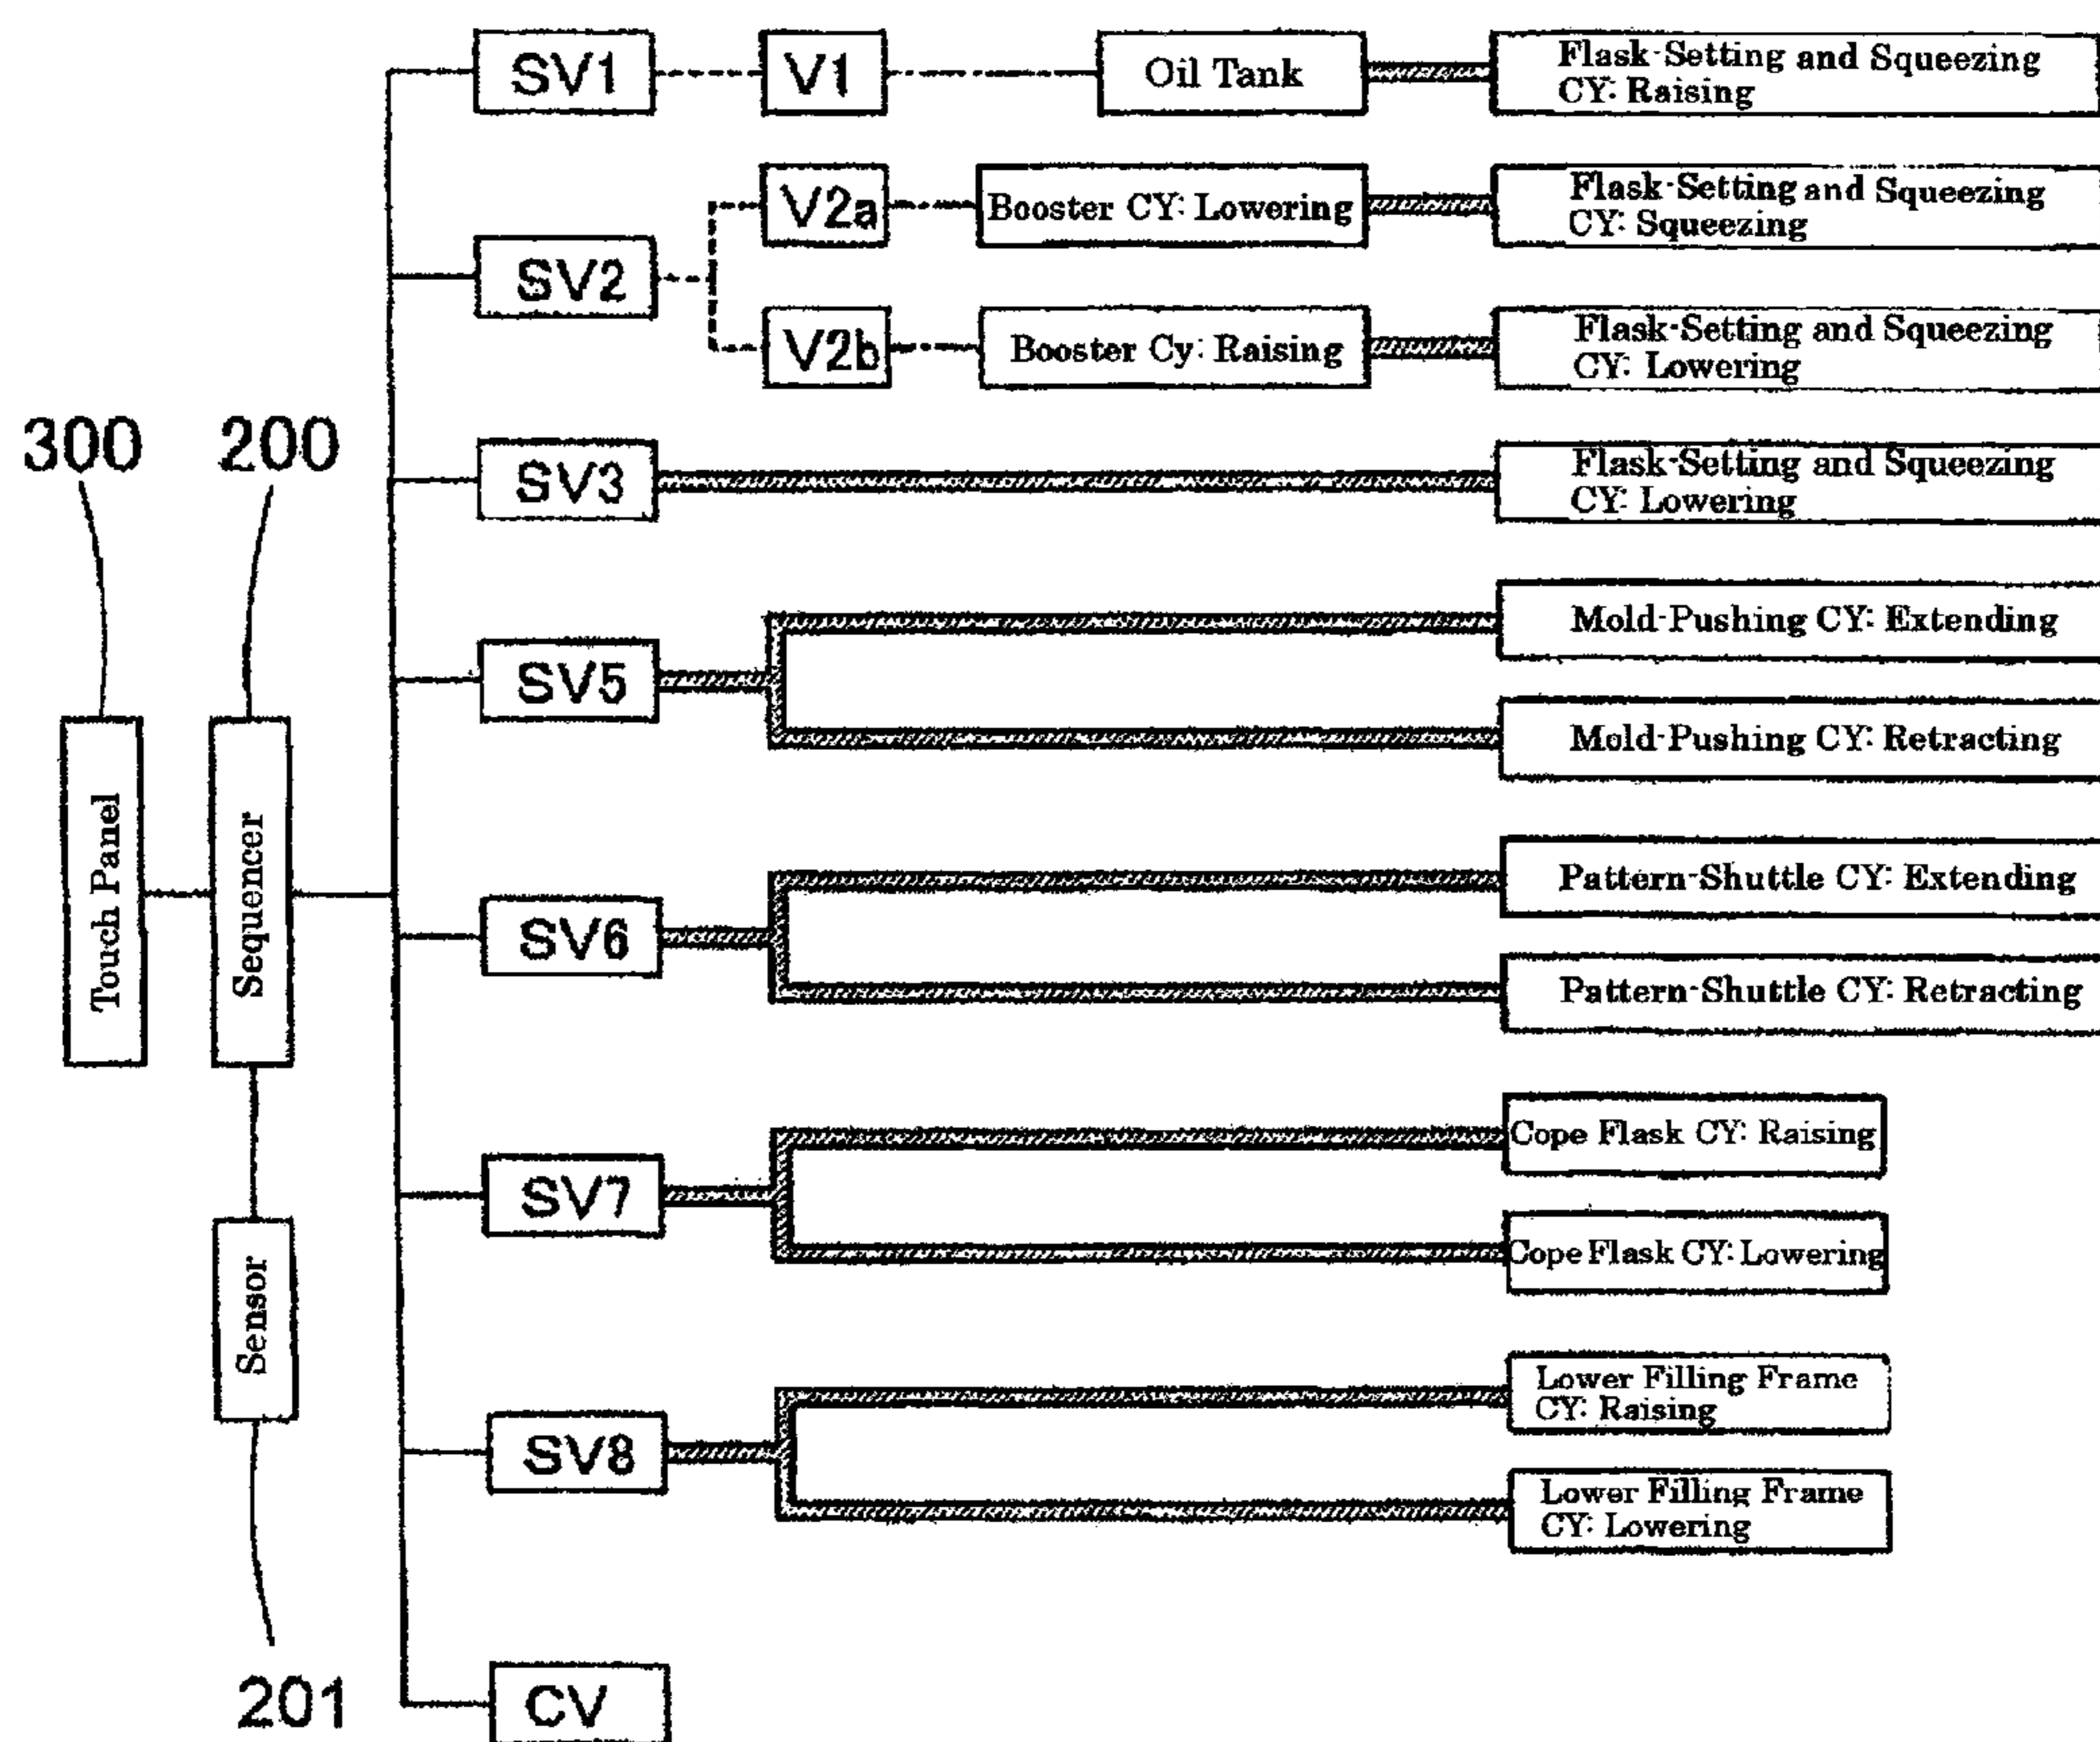 SV1
V1
Oil Tank
Flask-Setting and Squeezing
CY: Raising
V2a
Booster CY: Lowering
Flask-Setting and Squeezing
CY: Squeezing
SV2
V2b
Booster Cy: Raising
Flask-Setting and Squeezing
CY: Lowering
300
200
SV3
Flask-Setting and Squeezing
CY: Lowering
SV5
Mold-Pushing CY: Extending
Mold-Pushing CY: Retracting
Touch Panel
Sequencer
SV6
Pattern-Shuttle CY: Extending
Pattern-Shuttle CY: Retracting
SV7
Cope Flask CY: Raising
Cope Flask CY: Lowering
Sensor
SV8
Lower Filling Frame
CY: Raising
Lower Filling Frame
CY: Lowering
201
CV